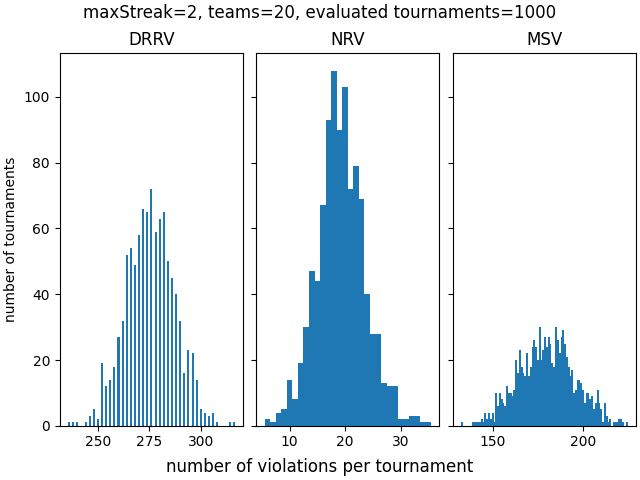 maxStreak=2, teams=20, evaluated tournaments=1000
DRRV NRV MSV
number of tournaments
100
80
60
40
20
0
250 275 300 10 20 30 150 200
number of violations per tournament